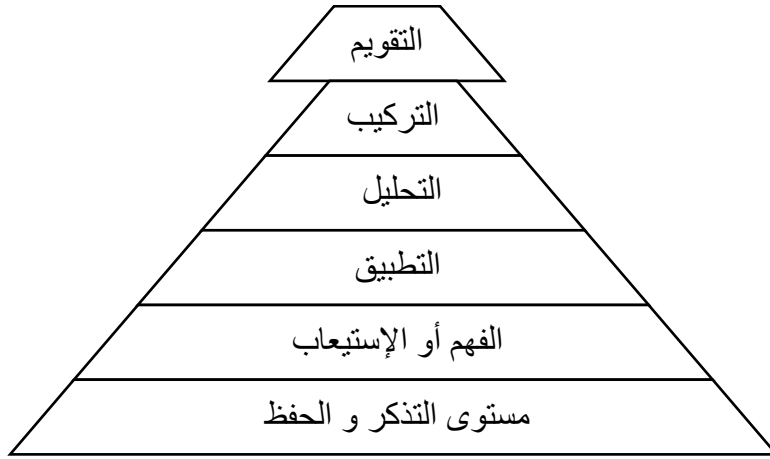 التقويم
التركيب
التحليل
التطبيق
الفهم أو الإستيعاب
مستوى التذكر و الحفظ